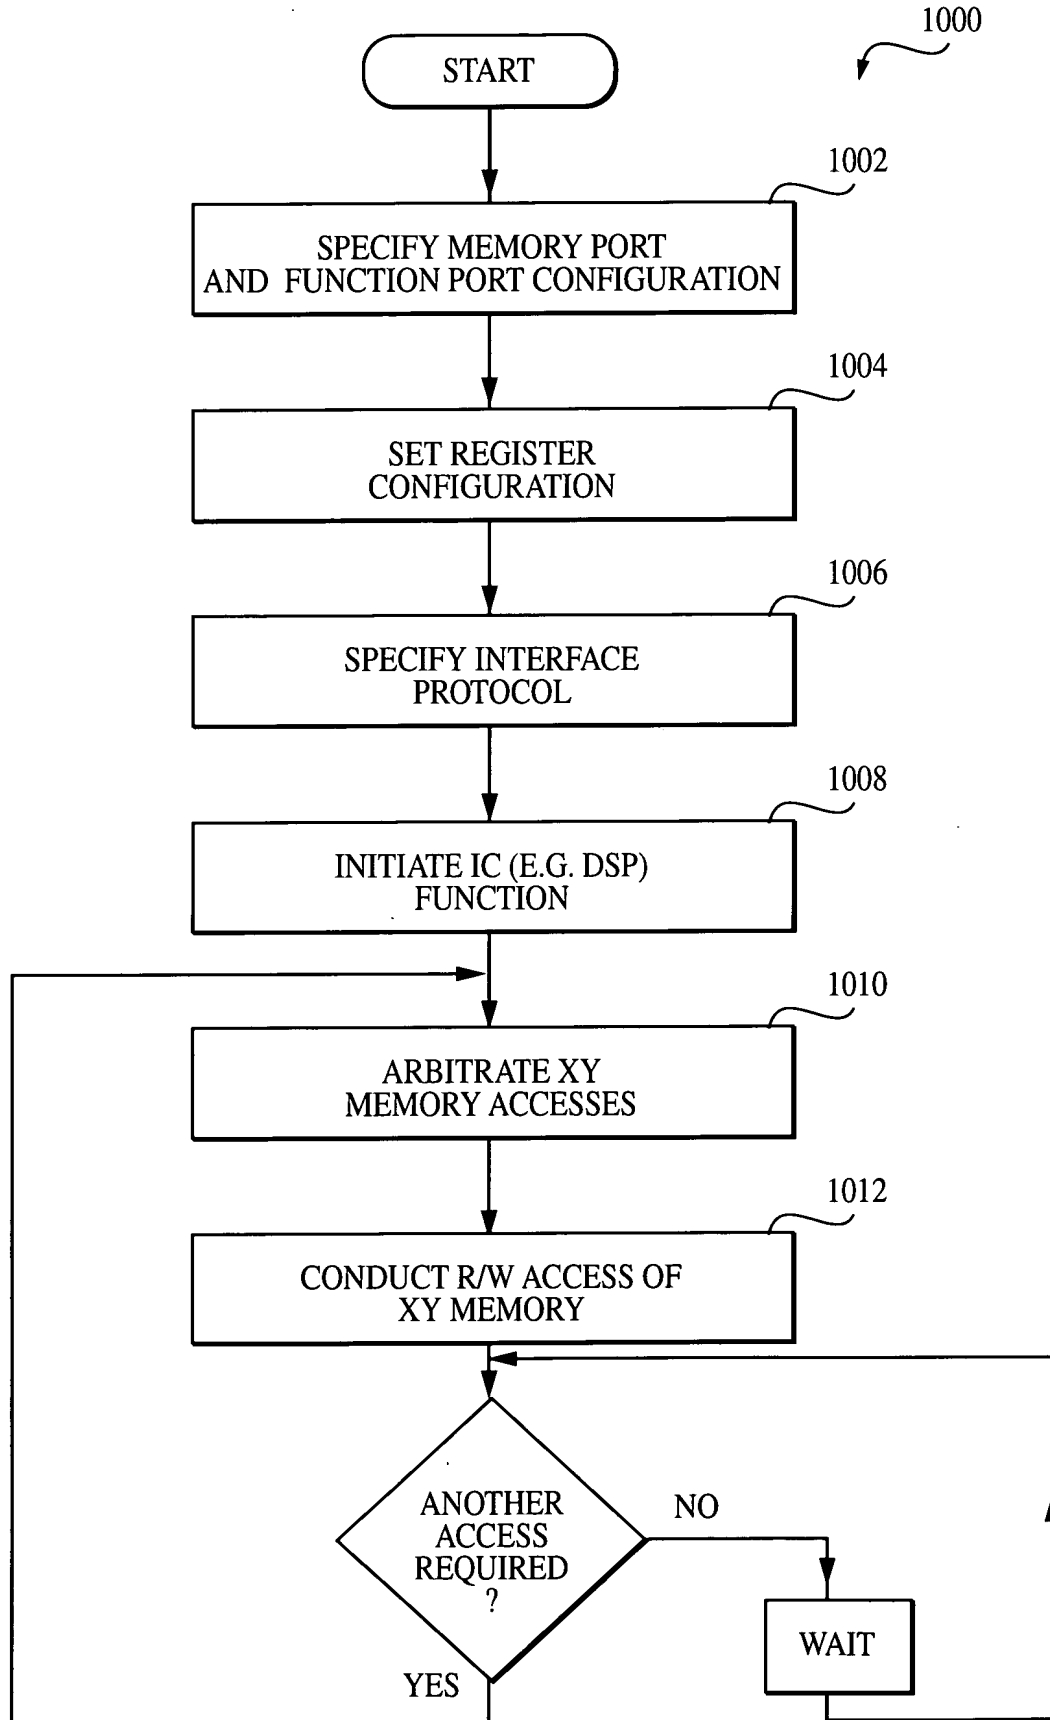 1000
START
1002
SPECIFY MEMORY PORT
AND FUNCTION PORT CONFIGURATION
1004
SET REGISTER
CONFIGURATION
1006
SPECIFY INTERFACE
PROTOCOL
1008
INITIATE IC (E.G. DSP)
FUNCTION
1010
ARBITRATE XY
MEMORY ACCESSES
1012
CONDUCT R/W ACCESS OF
XY MEMORY
ANOTHER
ACCESS
REQUIRED
?
NO
WAIT
YES